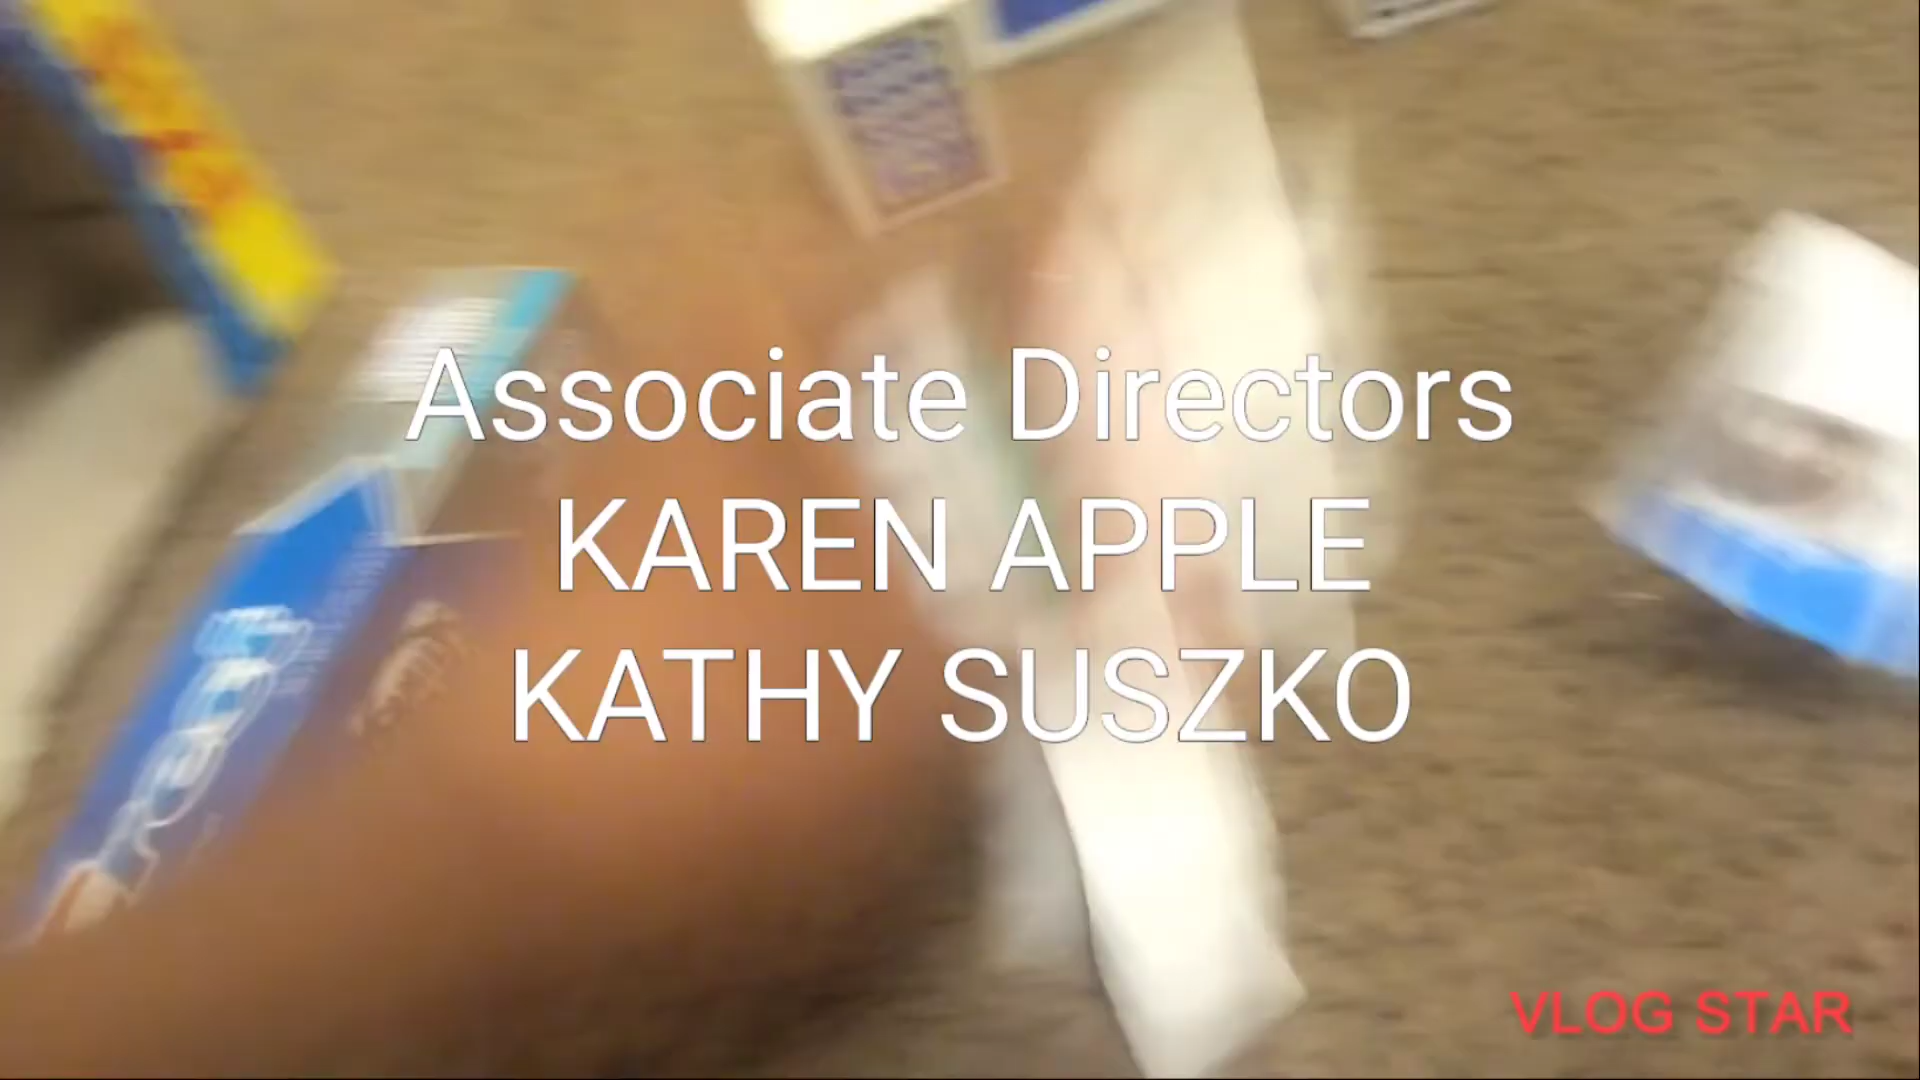 Associate Directors
KAREN APPLE
KATHY SUSZKO
VLOG STAR